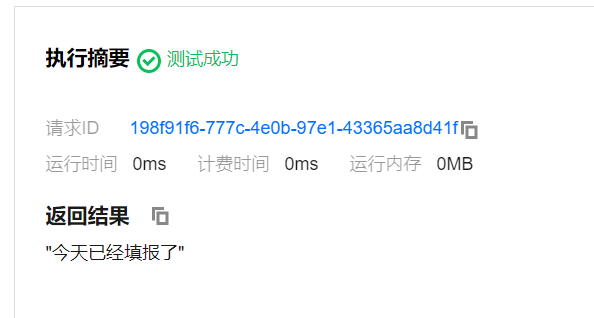 执行摘要 测试成功
请求ID 198f91f6-777c-4e0b-97e1-43365aa8d41f
运行时间 0ms 计费时间 0ms 运行内存 0MB
返回结果
"今天已经填报了"